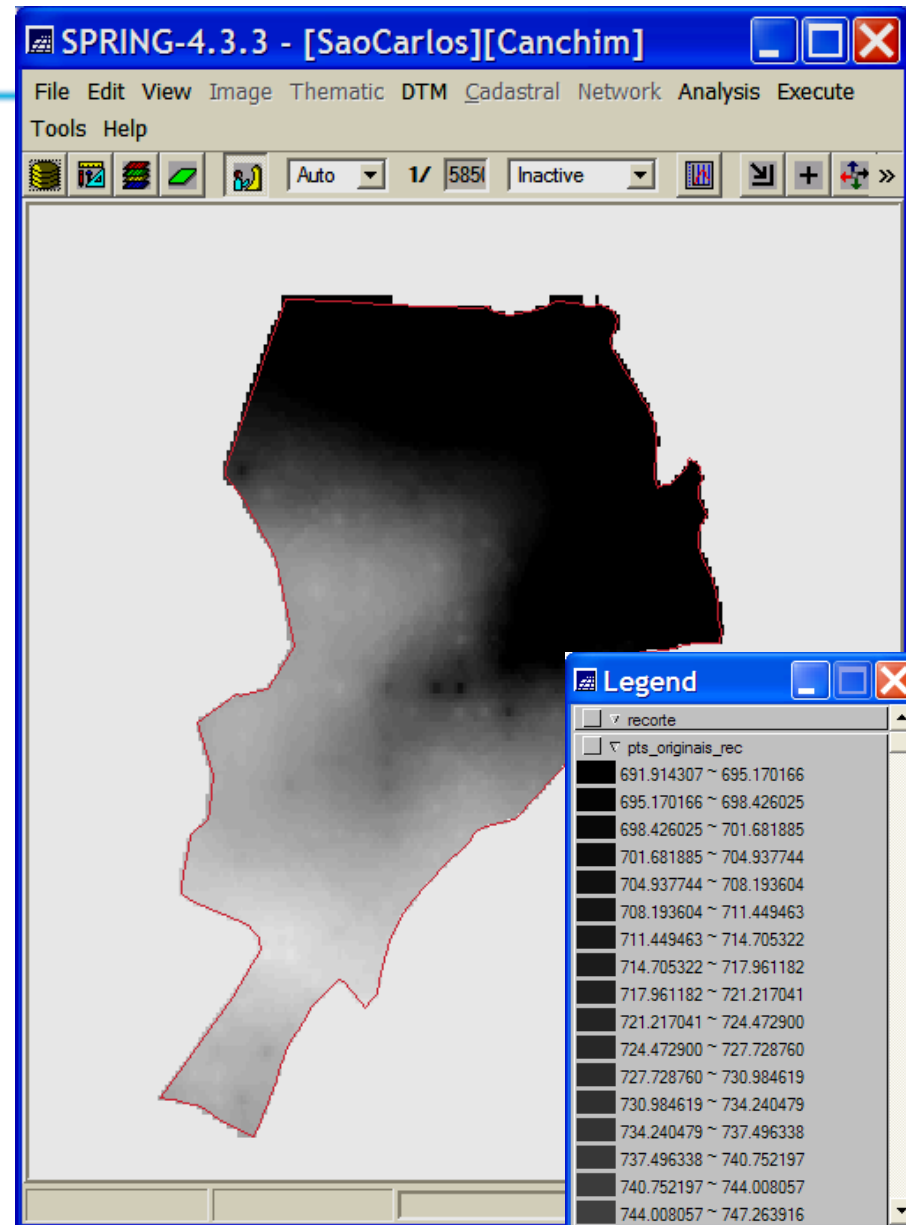 SPRING-4.3.3 - [SaoCarlos][Canchim]
File Edit View Image Thematic DTM Cadastral Network Analysis Execute
Tools Help
Auto 1/ 5850 Inactive »
Legend
recorte
pts_originais_rec
691.914307 ~ 695.170166
695.170166 ~ 698.426025
698.426025 ~ 701.681885
701.681885 ~ 704.937744
704.937744 ~ 708.193604
708.193604 ~ 711.449463
711.449463 ~ 714.705322
714.705322 ~ 717.961182
717.961182 ~ 721.217041
721.217041 ~ 724.472900
724.472900 ~ 727.728760
727.728760 ~ 730.984619
730.984619 ~ 734.240479
734.240479 ~ 737.496338
737.496338 ~ 740.752197
740.752197 ~ 744.008057
744.008057 ~ 747.263916